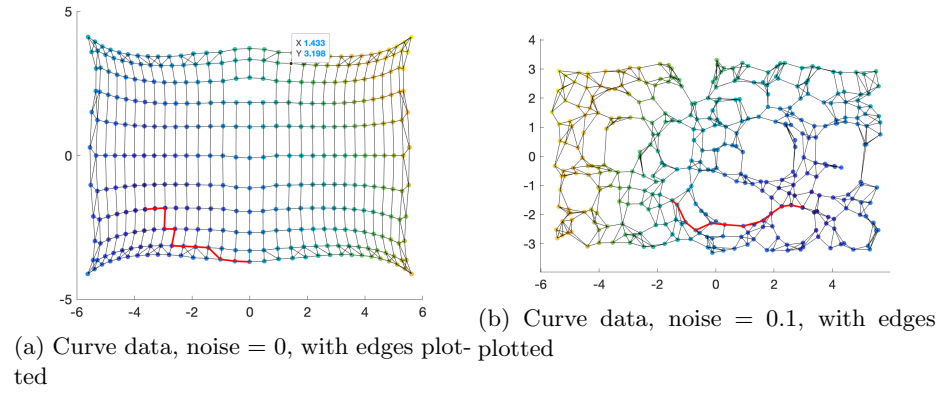 5
0
-5
-6 -4 -2 0 2 4 6
X 1.433
Y 3.198
4
3
2
1
0
-1
-2
-3
-6 -4 -2 0 2 4
(a) Curve data, noise = 0, with edges plot-
ted
(b) Curve data, noise = 0.1, with edges
plotted